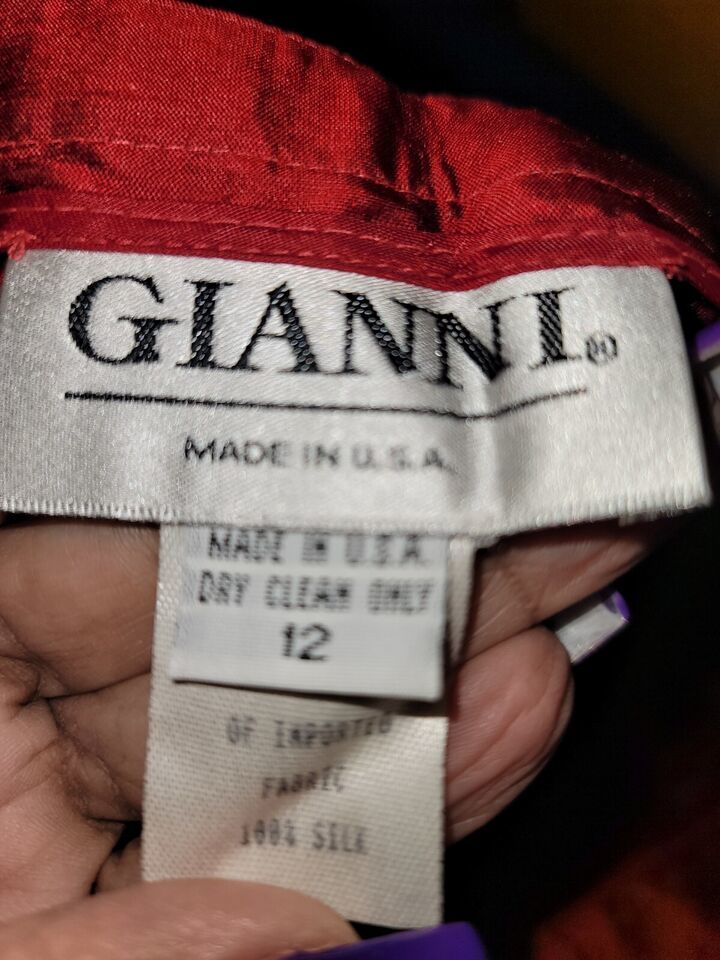 GIANNI®
MADE IN U.S.A.
MADE IN U.S.A.
DRY CLEAN ONLY
12
OF IMPORTED
FABRIC
100% SILK